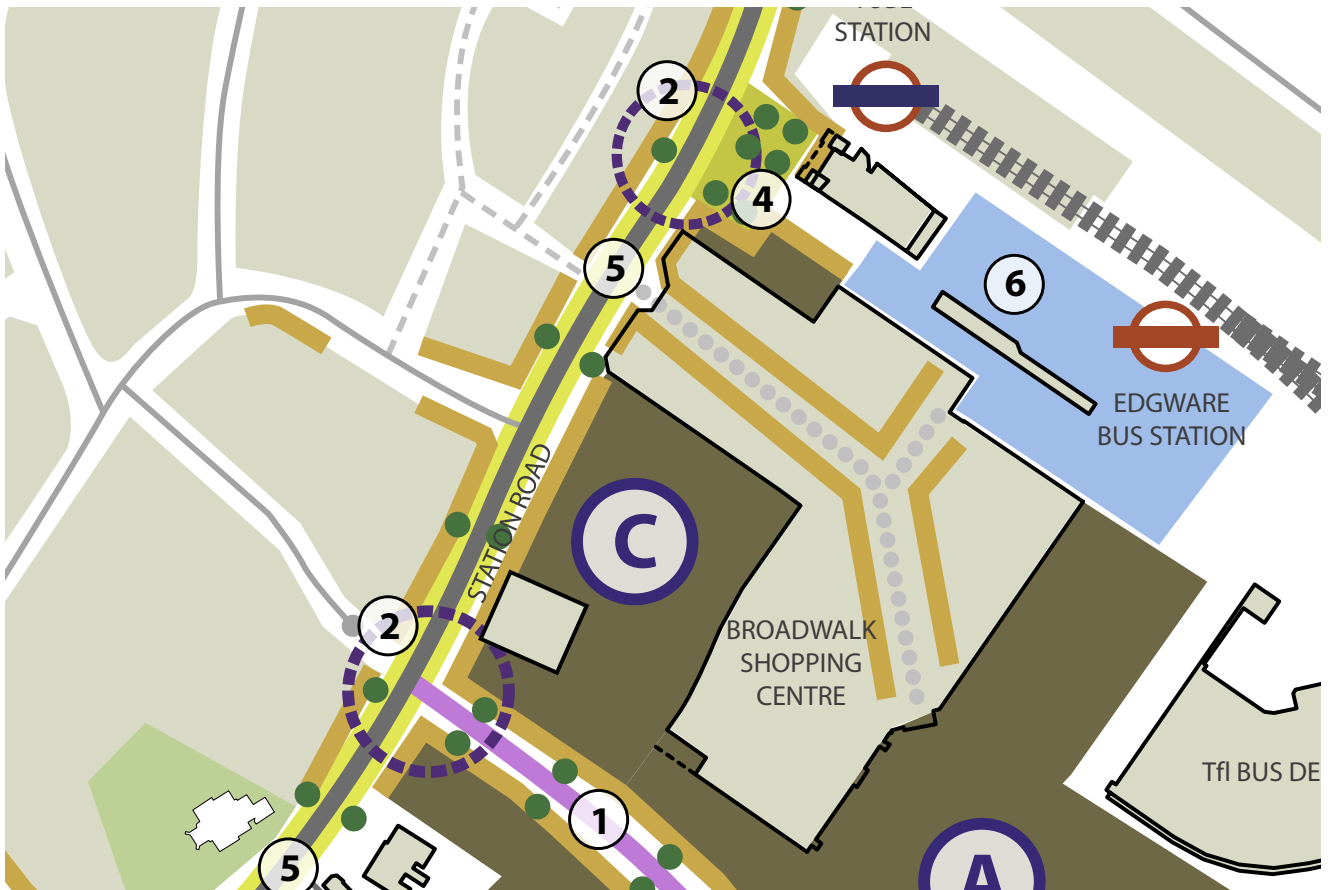 STATION
2
4
5
6
EDGWARE
BUS STATION
STATION ROAD
C
2
BROADWALK
SHOPPING
CENTRE
Tfl BUS DE
1
5
A